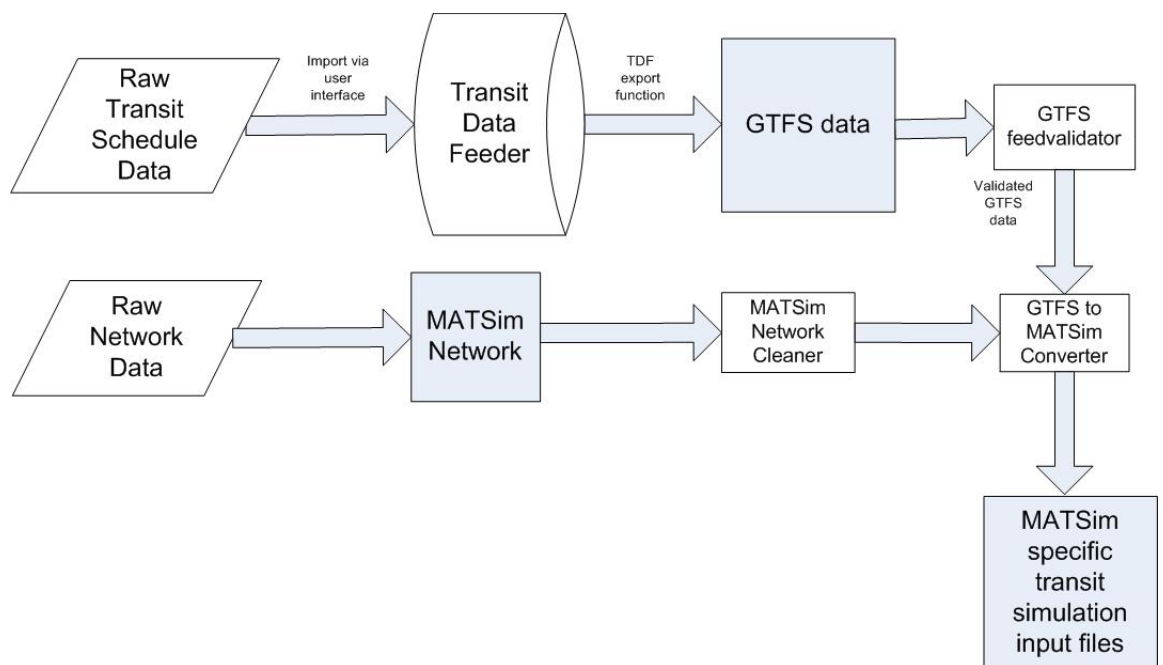 Raw
Transit
Schedule
Data
Import via
user
interface
Transit
Data
Feeder
TDF
export
function
GTFS data
GTFS
feedvalidator
Validated
GTFS
data
Raw
Network
Data
MATSim
Network
MATSim
Network
Cleaner
GTFS to
MATSim
Converter
MATSim
specific
transit
simulation
input files